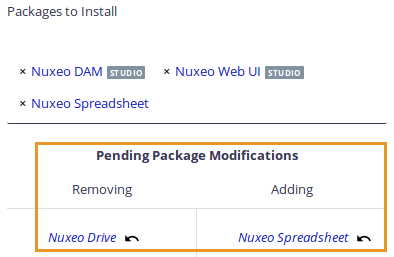 Packages to Install
× Nuxeo DAM STUDIO × Nuxeo Web UI STUDIO
× Nuxeo Spreadsheet
Pending Package Modifications
Removing Adding
Nuxeo Drive Nuxeo Spreadsheet